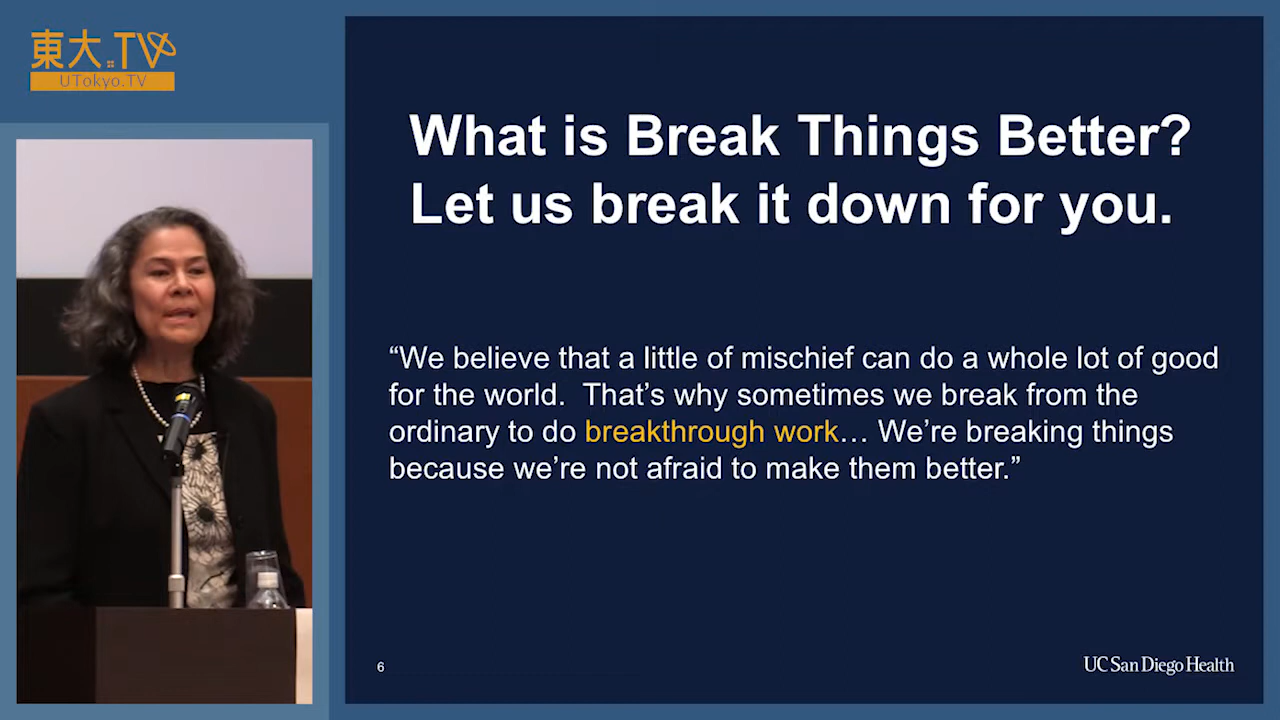 東大.TV
UTokyo.TV
What is Break Things Better?
Let us break it down for you.
“We believe that a little of mischief can do a whole lot of good
for the world.  That’s why sometimes we break from the
ordinary to do breakthrough work… We’re breaking things
because we’re not afraid to make them better.”
6
UC San Diego Health